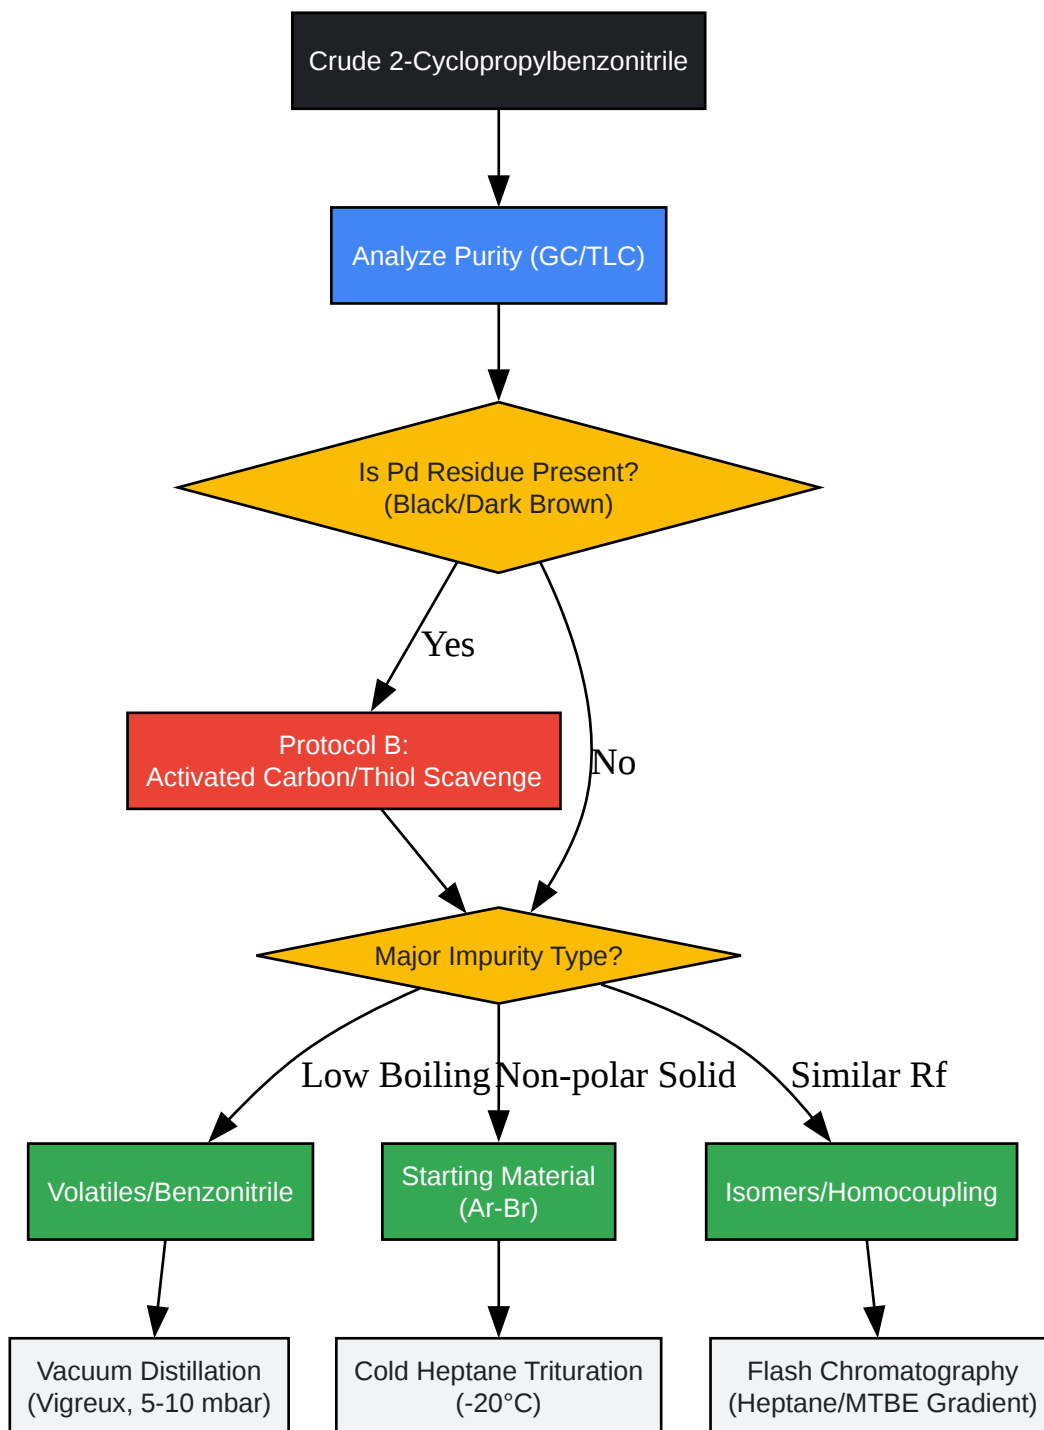 Crude 2-Cyclopropylbenzonitrile
Analyze Purity (GC/TLC)
Is Pd Residue Present?
(Black/Dark Brown)
Yes
Protocol B:
Activated Carbon/Thiol Scavenge
No
Major Impurity Type?
Low Boiling
Non-polar Solid
Similar Rf
Volatiles/Benzonitrile
Starting Material
(Ar-Br)
Isomers/Homocoupling
Vacuum Distillation
(Vigreux, 5-10 mbar)
Cold Heptane Trituration
(-20°C)
Flash Chromatography
(Heptane/MTBE Gradient)